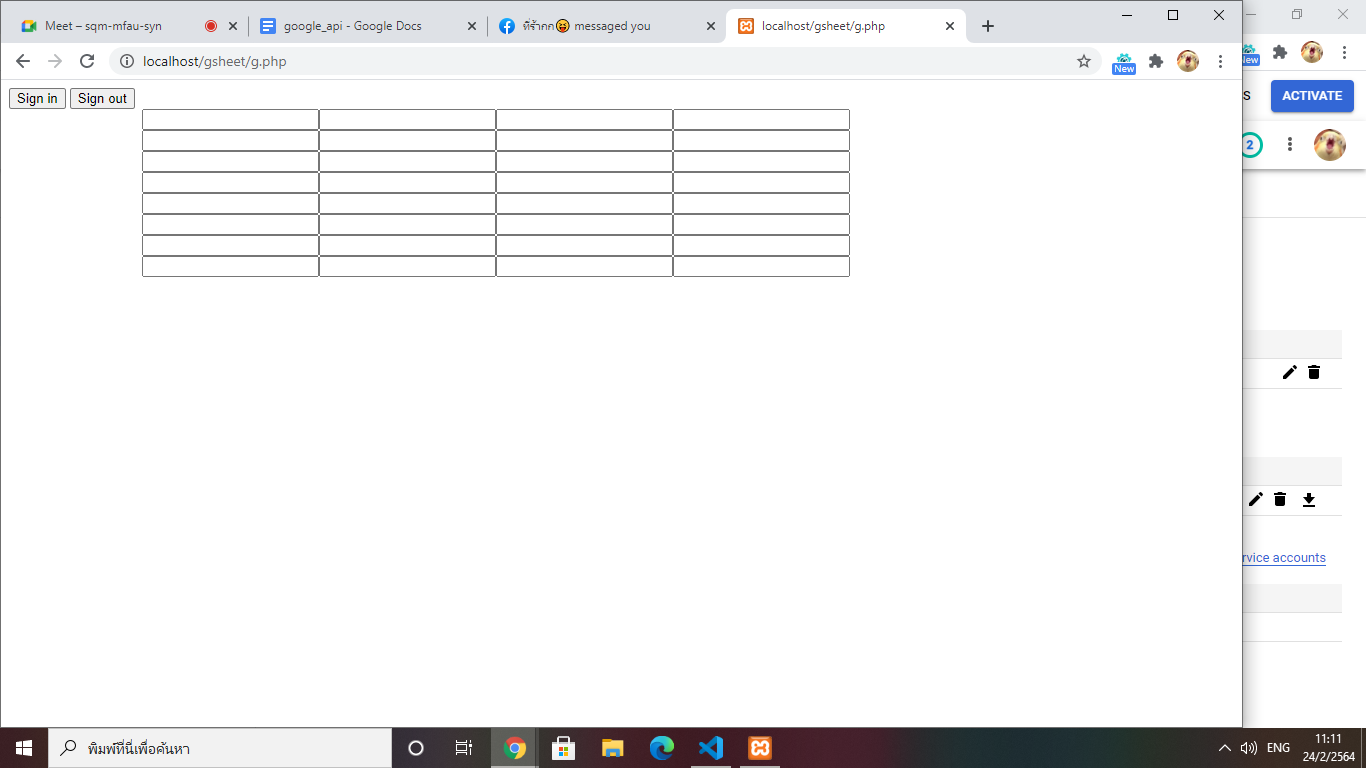 Meet – sqm-mfau-syn
google_api - Google Docs
ที่ร้ากก😝 messaged you
localhost/gsheet/g.php
localhost/gsheet/g.php
New
New
Sign in
Sign out
S
ACTIVATE
2
rvice accounts
พิมพ์ที่นี่เพื่อค้นหา
ENG
11:11
24/2/2564